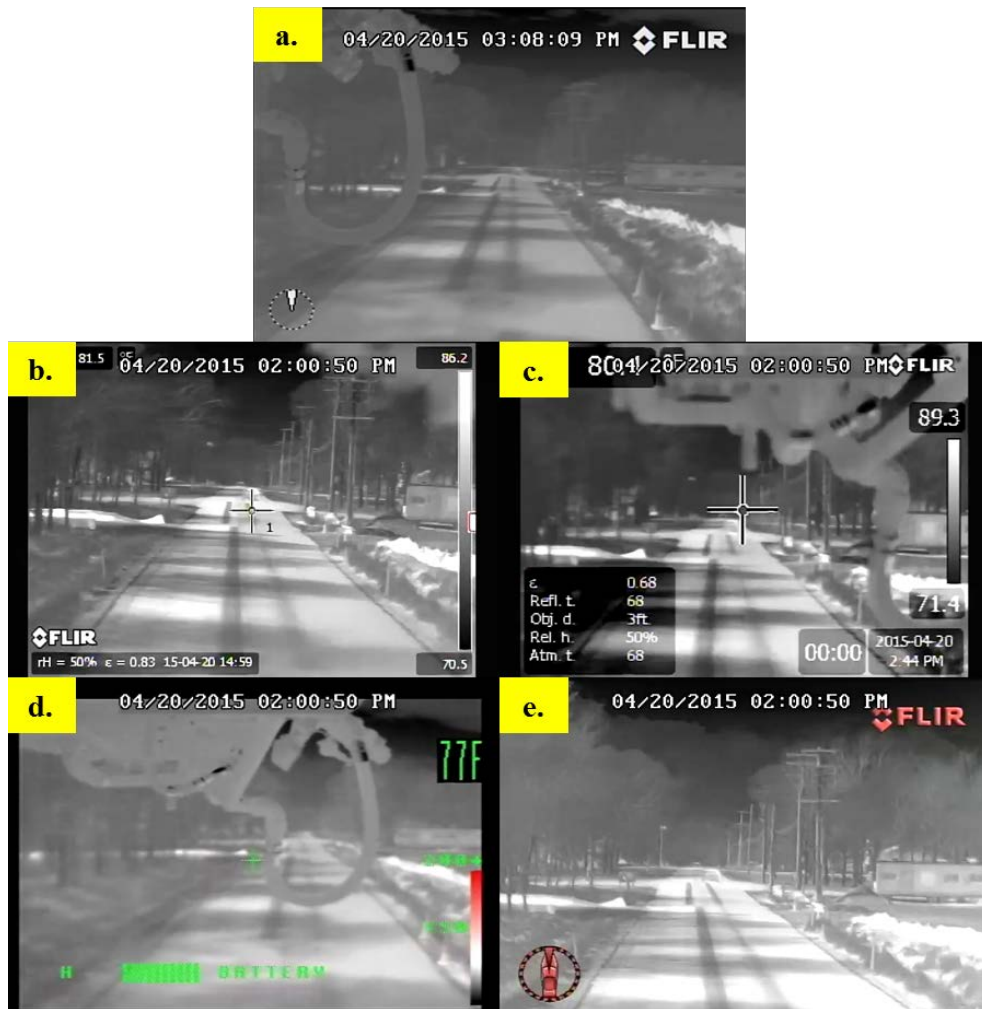 a.
04/20/2015 03:08:09 PM FLIR
b.
81.5 °F
04/20/2015 02:00:50 PM
86.2
1
FLIR
rH = 50% ε = 0.83 15-04-20 14:59
70.5
c.
04/20/2015 02:00:50 PM FLIR
89.3
ε 0.68
Refl. t. 68
Obj. d. 3ft.
Rel. h. 50%
Atm. t. 68
71.4
00:00
2015-04-20
2:44 PM
d.
04/20/2015 02:00:50 PM
77F
H BATTERY
e.
04/20/2015 02:00:50 PM
FLIR